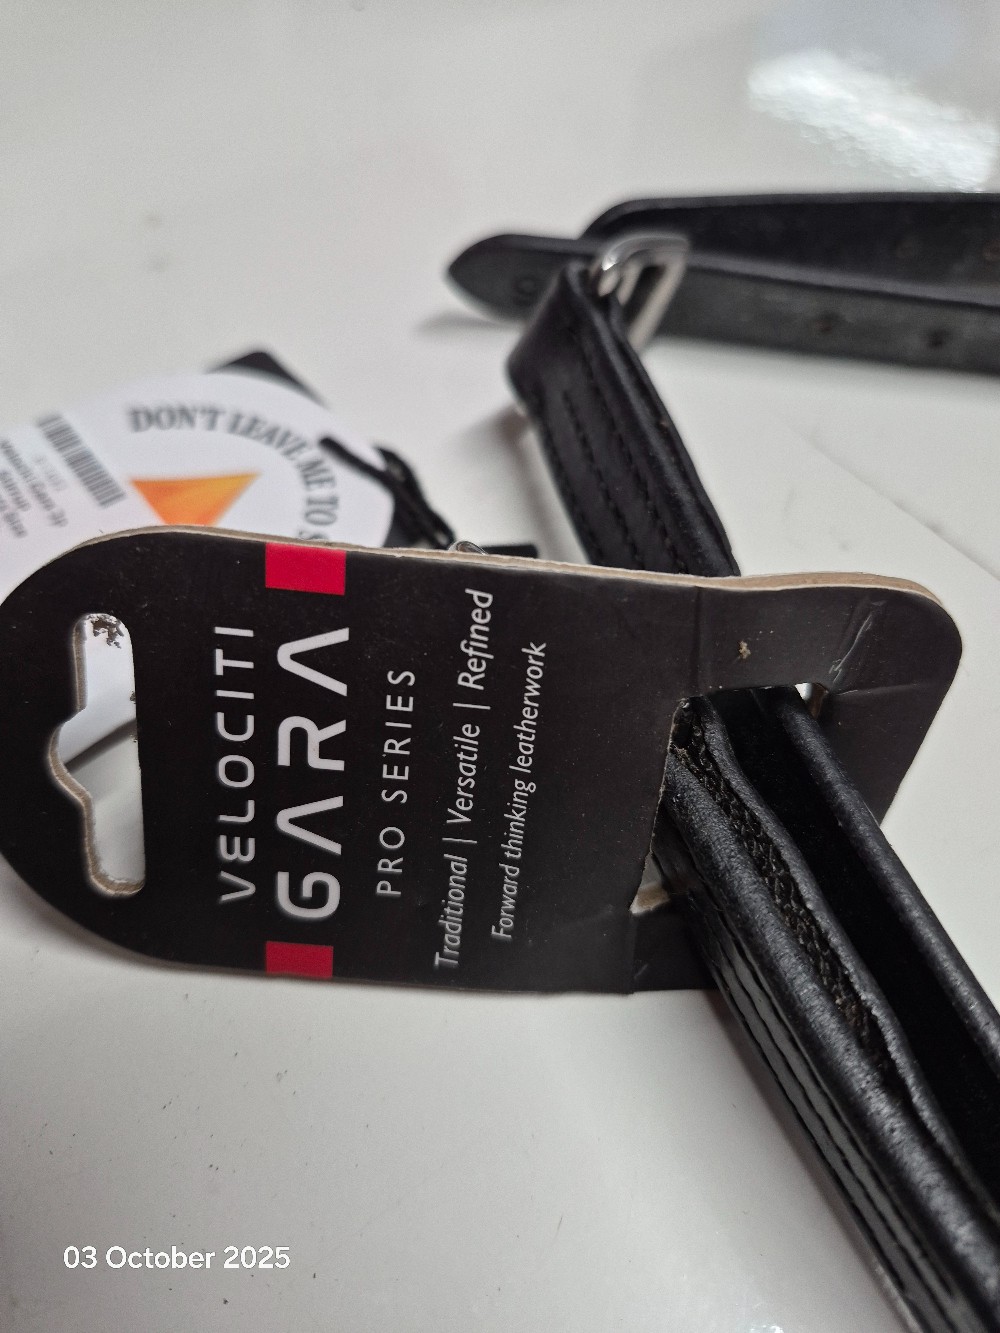 VELOCITI
GARA
PRO SERIES
Traditional | Versatile | Refined
Forward thinking leatherwork
DON'T LEAVE ME TO S
03 October 2025